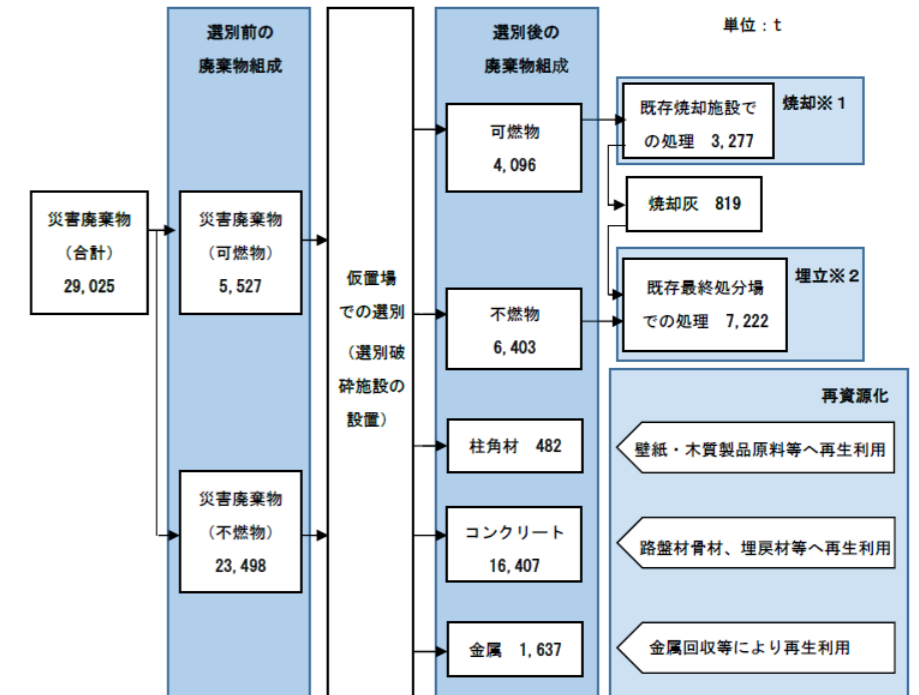 単位：t
選別前の
廃棄物組成
選別後の
廃棄物組成
災害廃棄物
（合計）
29,025
災害廃棄物
（可燃物）
5,527
災害廃棄物
（不燃物）
23,498
仮置場
での選別
（選別破
砕施設の
設置）
可燃物
4,096
不燃物
6,403
柱角材 482
コンクリート
16,407
金属 1,637
焼却※１
既存焼却施設で
の処理 3,277
焼却灰 819
埋立※２
既存最終処分場
での処理 7,222
再資源化
壁紙・木質製品原料等へ再生利用
路盤材骨材、埋戻材等へ再生利用
金属回収等により再生利用